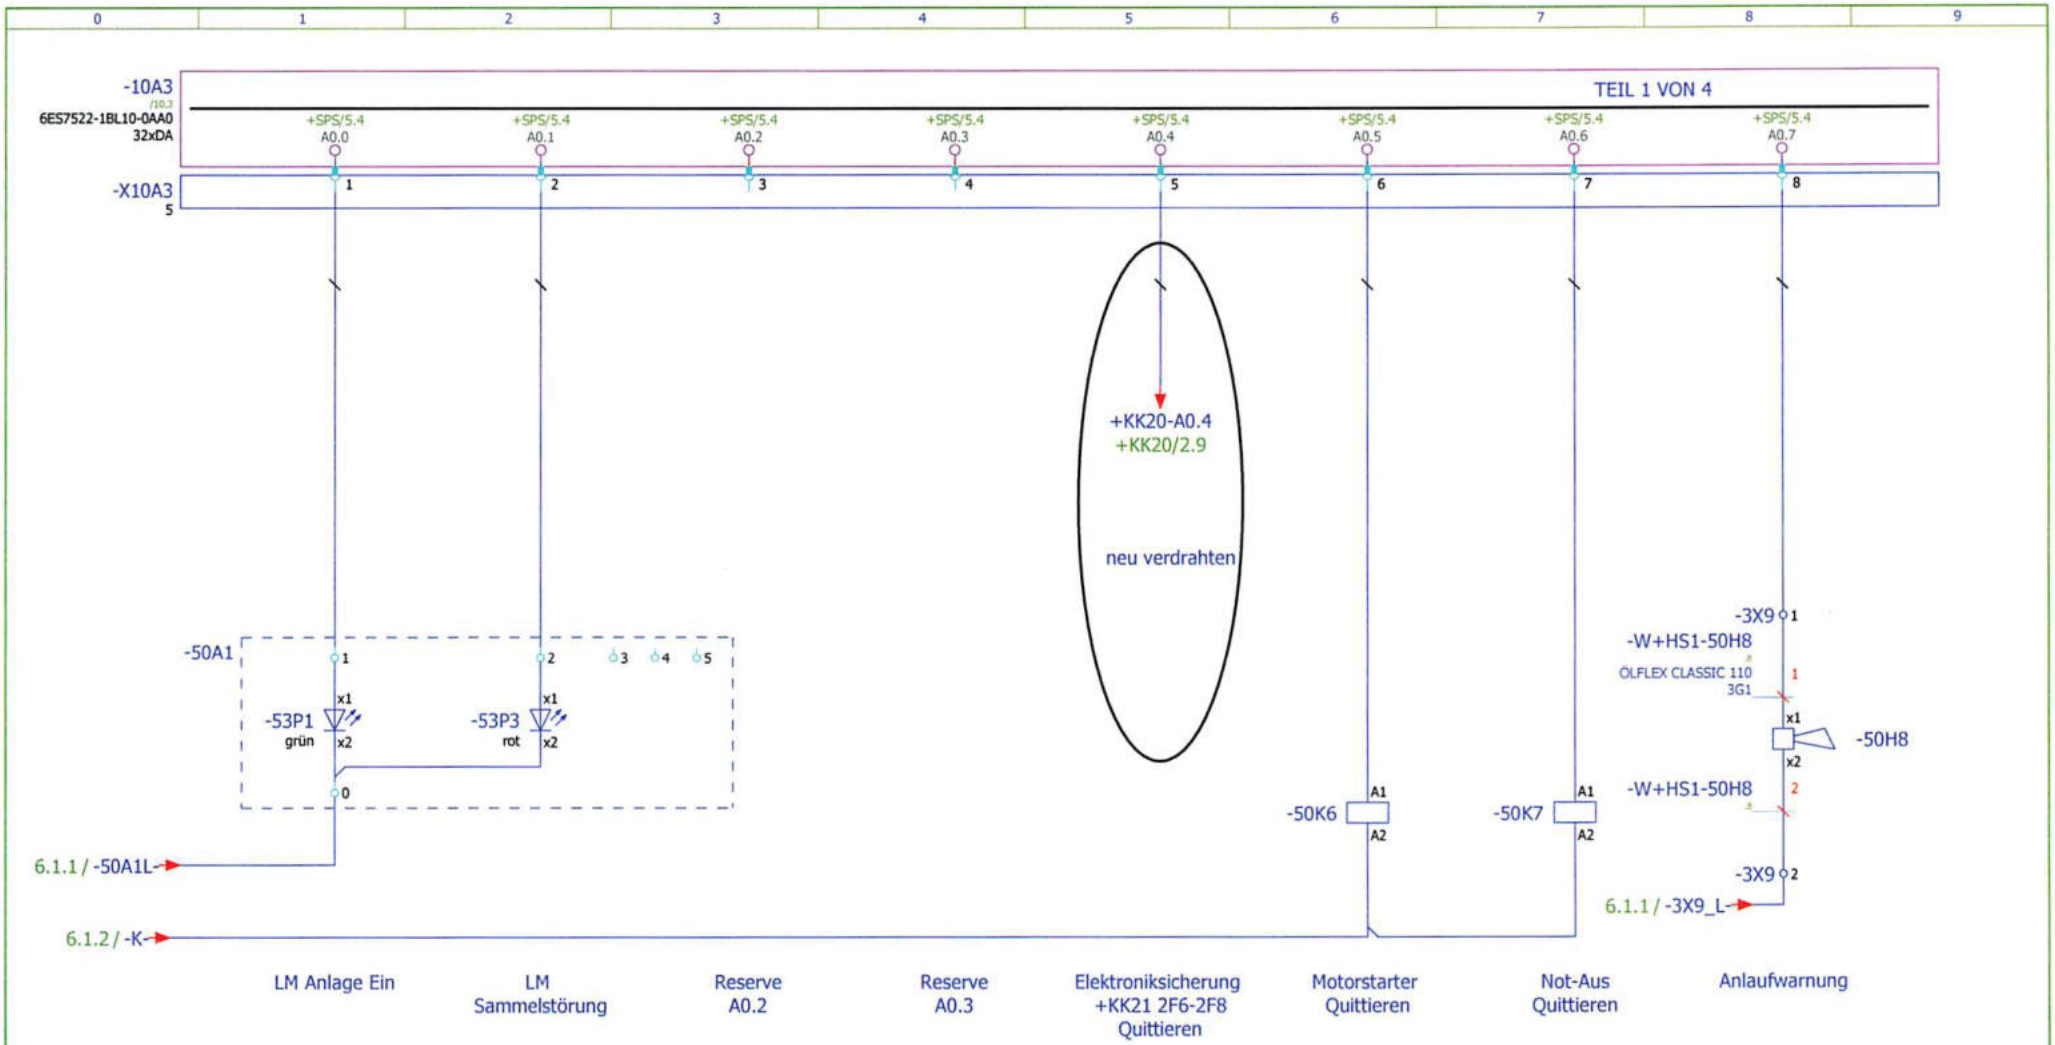 0 1 2 3 4 5 6 7 8 9
-10A3
/10.3
6ES7522-1BL10-0AA0
32xDA
TEIL 1 VON 4
+SPS/5.4 +SPS/5.4 +SPS/5.4 +SPS/5.4 +SPS/5.4 +SPS/5.4 +SPS/5.4 +SPS/5.4
A0.0 A0.1 A0.2 A0.3 A0.4 A0.5 A0.6 A0.7
-X10A3
5
1 2 3 4 5 6 7 8
+KK20-A0.4
+KK20/2.9
neu verdrahten
-3X9 1
-W+HS1-50H8
ÖLFLEX CLASSIC 110 1
3G1
-50A1
1 2 3 4 5
x1 x1
-53P1 -53P3
grün x2 rot x2
0
x1
-50H8
x2
-W+HS1-50H8 2
A1 A1
-50K6 -50K7
A2 A2
6.1.1/ -50A1L-
-3X9 2
6.1.1/ -3X9_L-
6.1.2/ -K-
LM Anlage Ein
LM
Sammelstörung
Reserve
A0.2
Reserve
A0.3
Elektroniksicherung
+KK21 2F6-2F8
Quittieren
Motorstarter
Quittieren
Not-Aus
Quittieren
Anlaufwarnung